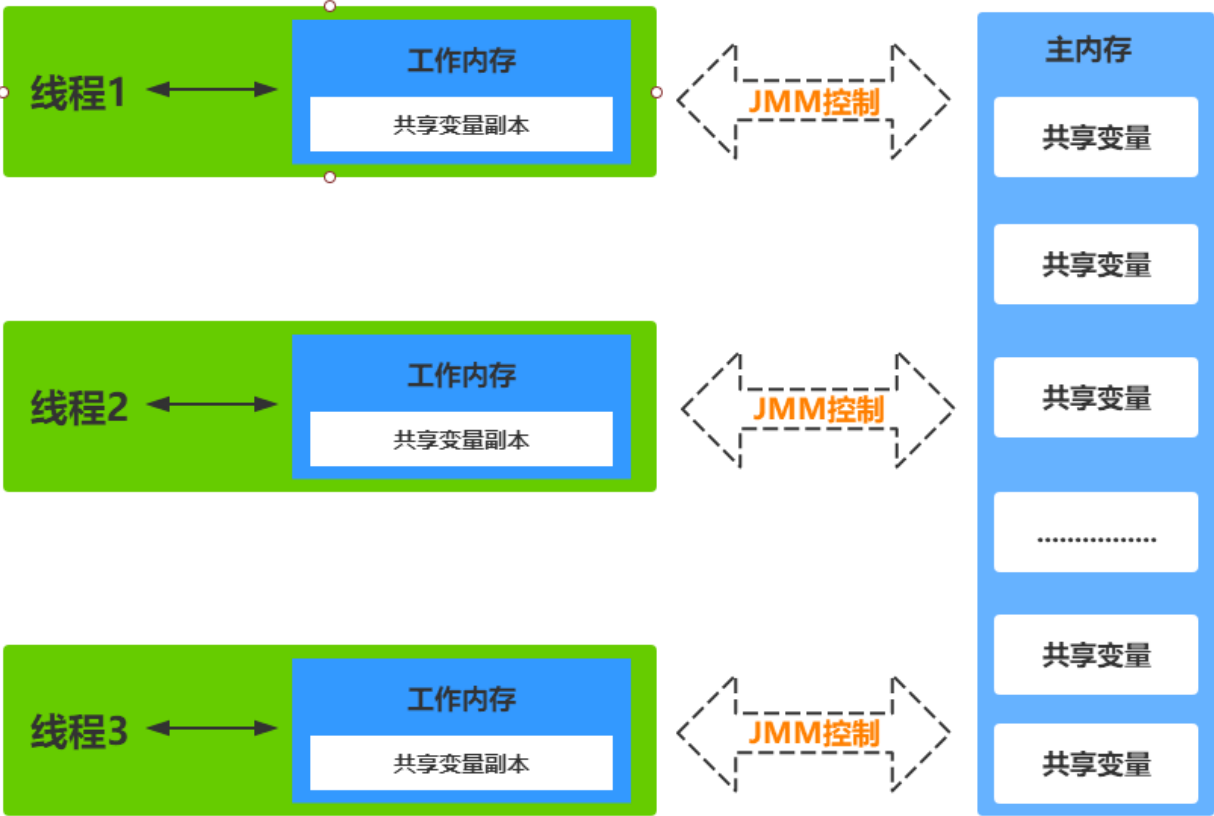 线程1
工作内存
共享变量副本
JMM控制
线程2
工作内存
共享变量副本
JMM控制
线程3
工作内存
共享变量副本
JMM控制
主内存
共享变量
共享变量
共享变量
................
共享变量
共享变量